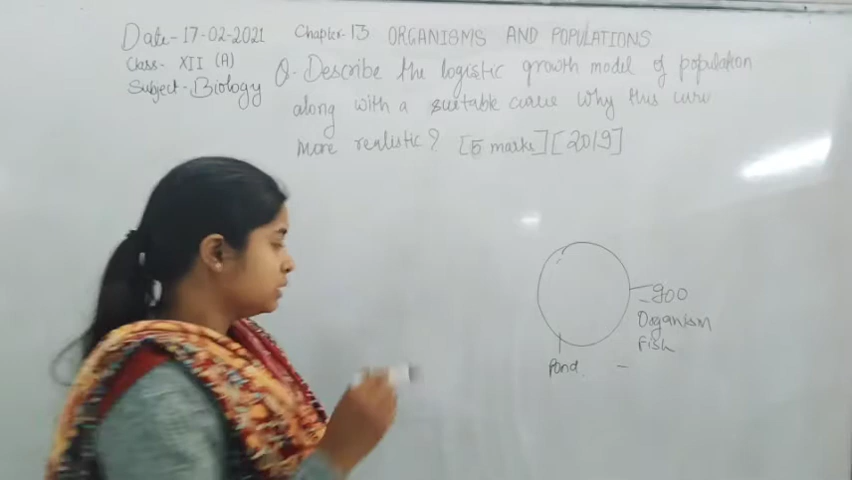 Date-17-02-2021 Chapter-13 ORGANISMS AND POPULATIONS
Class- XII (A)
Subject-Biology
Q. Describe the logistic growth model of population
along with a suitable curve why this curv
more realistic? [5 marks][2019]
900
Organism
Fish
Pond